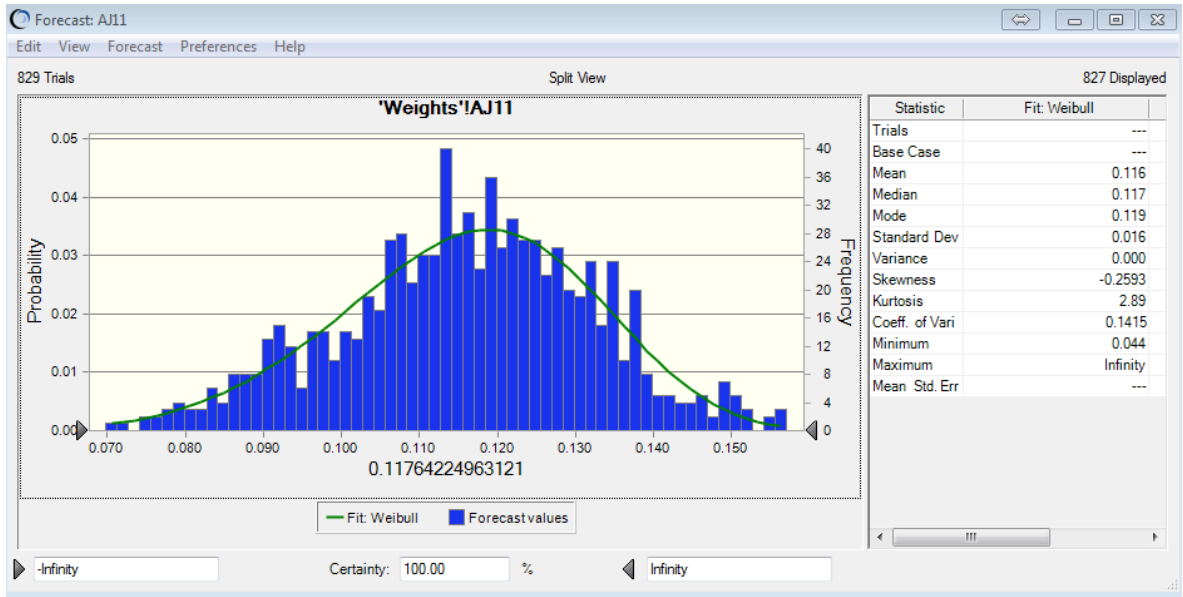 Forecast: AJ11
Edit View Forecast Preferences Help
829 Trials Split View 827 Displayed
'Weights'!AJ11
Probability
0.05
0.04
0.03
0.02
0.01
0.00
40
36
32
28
24
20
16
12
8
4
0
Frequency
0.070 0.080 0.090 0.100 0.110 0.120 0.130 0.140 0.150
0.11764224963121
Fit: Weibull Forecast values
Statistic Fit: Weibull
Trials ---
Base Case ---
Mean 0.116
Median 0.117
Mode 0.119
Standard Dev 0.016
Variance 0.000
Skewness -0.2593
Kurtosis 2.89
Coeff. of Vari 0.1415
Minimum 0.044
Maximum Infinity
Mean Std. Err ---
-Infinity Certainty: 100.00 % Infinity